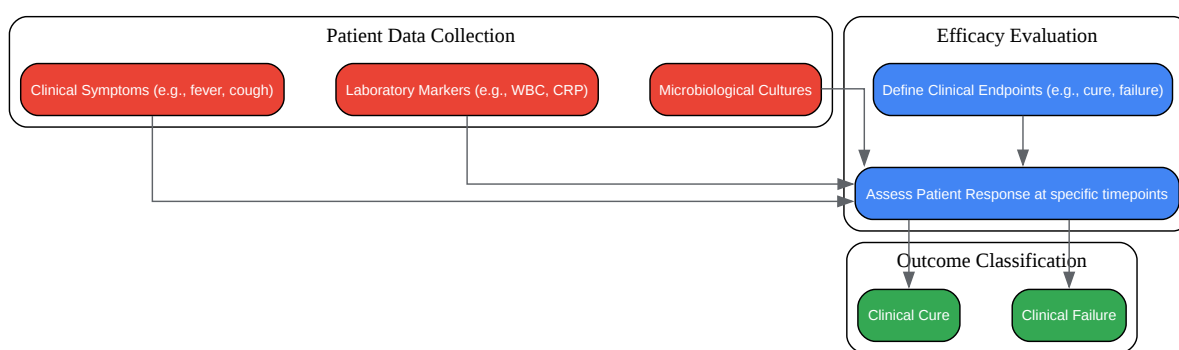 Patient Data Collection
Clinical Symptoms (e.g., fever, cough)
Laboratory Markers (e.g., WBC, CRP)
Microbiological Cultures
Efficacy Evaluation
Define Clinical Endpoints (e.g., cure, failure)
Assess Patient Response at specific timepoints
Outcome Classification
Clinical Cure
Clinical Failure